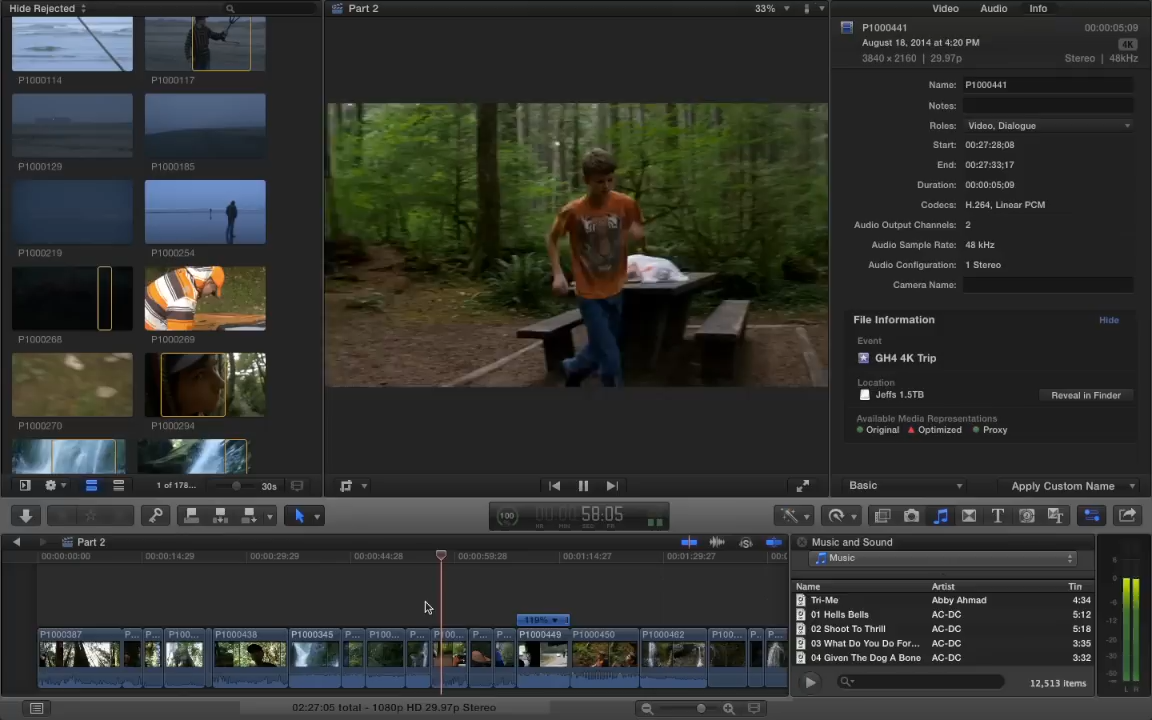 Hide Rejected
Part 2
33%
Video Audio Info
P1000441 00:00:05;09
August 18, 2014 at 4:20 PM 4K
3840 x 2160 | 29.97p Stereo | 48kHz
P1000114 P1000117
Name: P1000441
Notes:
Roles: Video, Dialogue
Start: 00:27:28;08
End: 00:27:33;17
Duration: 00:00:05;09
Codecs: H.264, Linear PCM
Audio Output Channels: 2
Audio Sample Rate: 48 kHz
Audio Configuration: 1 Stereo
Camera Name:
P1000129 P1000185
P1000219 P1000254
P1000268 P1000269
P1000270 P1000294
File Information Hide
Event
GH4 4K Trip
Location
Jeffs 1.5TB Reveal in Finder
Available Media Representations
Original Optimized Proxy
1 of 178... 30s
Basic Apply Custom Name
100 58:05
HR MIN SEC FR
Part 2
00:00:00:00 00:00:14:29 00:00:29:29 00:00:44:28 00:00:59:28 00:01:14:27 00:01:29:27
119%
P1000387 P... P... P100... P1000438 P1000345 P... P100... P... P... P... P1000449 P1000450 P1000462 P100... P... P...
02:27:05 total - 1080p HD 29.97p Stereo
Music and Sound
Music
Name Artist Tin
Tri-Me Abby Ahmad 4:34
01 Hells Bells AC-DC 5:12
02 Shoot To Thrill AC-DC 5:18
03 What Do You Do For... AC-DC 3:35
04 Given The Dog A Bone AC-DC 3:32
12,513 items
L R